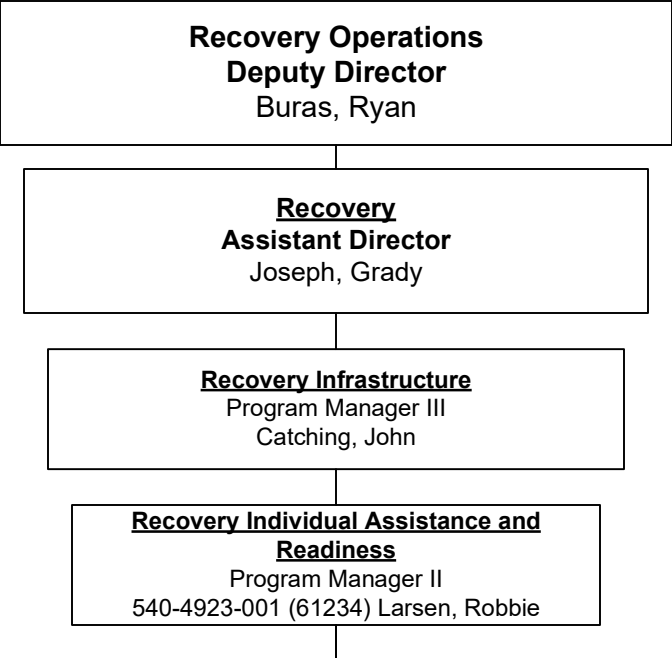 Recovery Operations
Deputy Director
Buras, Ryan
Recovery
Assistant Director
Joseph, Grady
Recovery Infrastructure
Program Manager III
Catching, John
Recovery Individual Assistance and
Readiness
Program Manager II
540-4923-001 (61234) Larsen, Robbie